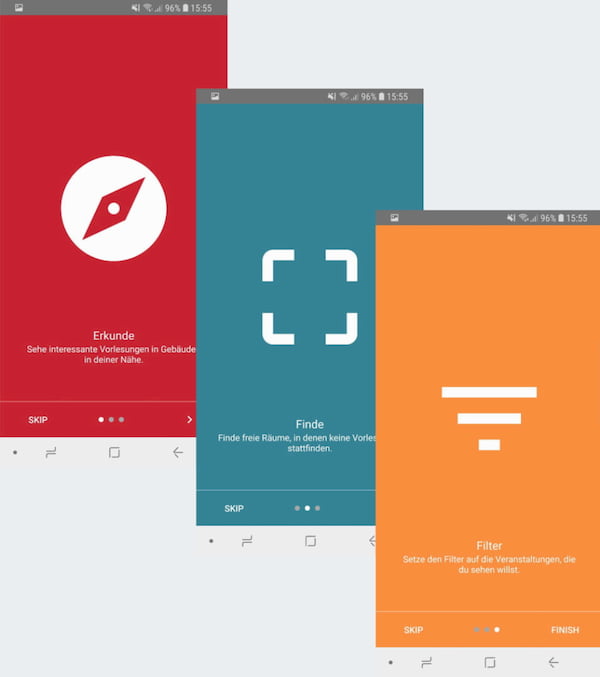 96% 15:55
Erkunde
Sehe interessante Vorlesungen in Gebäude
in deiner Nähe.
SKIP
96% 15:55
Finde
Finde freie Räume, in denen keine Vorles
stattfinden.
SKIP
96% 15:55
Filter
Setze den Filter auf die Veranstaltungen, die
du sehen willst.
SKIP
FINISH